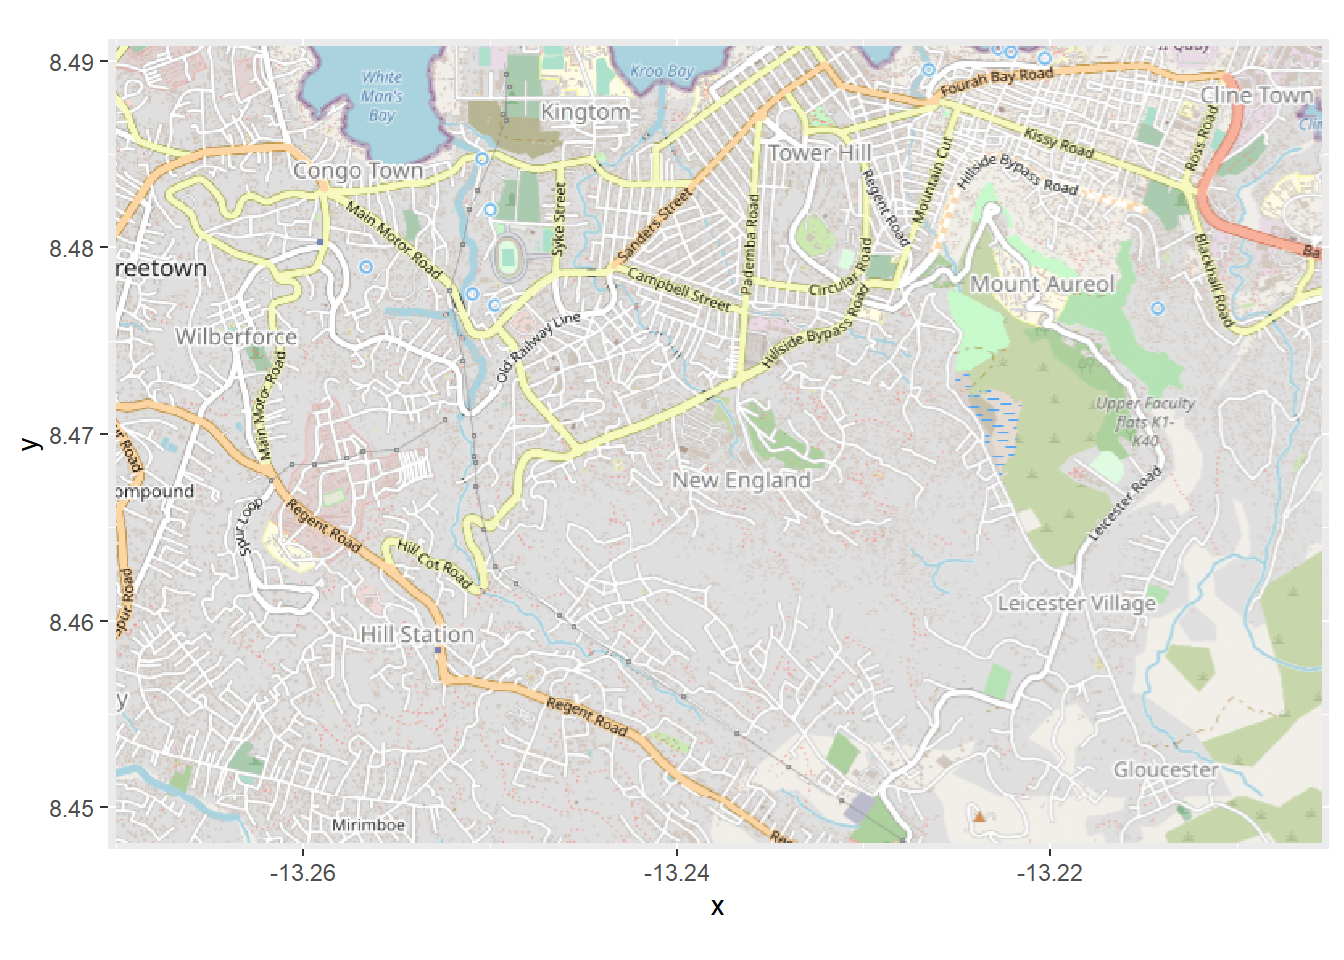 8.49
8.48
8.47
8.46
8.45
y
-13.26
-13.24
-13.22
x
White
Man's
Bay
Kroo Bay
Kingtom
Fourah Bay Road
Cline Town
Congo Town
Tower Hill
Kissy Road
Ross Road
Hillside Bypass Road
Mountain Cut
Regent Road
Main Motor Road
Syke Street
Sanders Street
Pademba Road
Circular Road
Campbell Street
Blackhall Road
Ba
reetown
Mount Aureol
Wilberforce
Old Railway Line
Hillside Bypass Road
Main Motor Road
Upper Faculty
flats K1-
K40
New England
ompound
Spur Loop
Regent Road
Hill Cot Road
Leicester Road
Leicester Village
Hill Station
Regent Road
y
Gloucester
Mirimboe